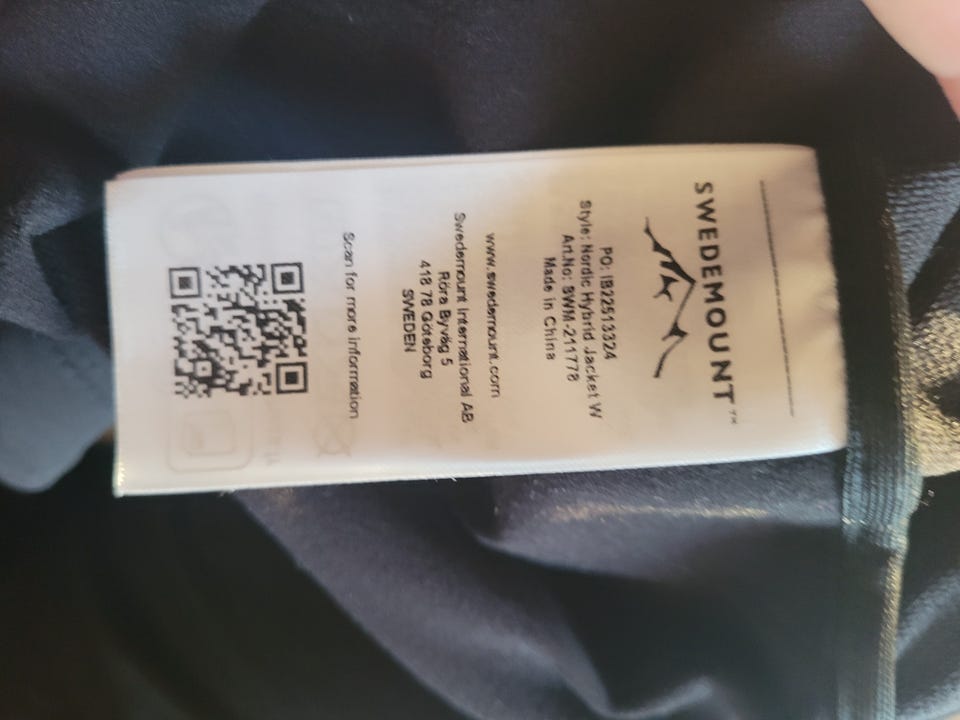 SWEDEMOUNT™
PO: IB22513324
Style: Nordic Hybrid Jacket W
Art.No: SWM-211778
Made in China
www.swedemount.com
Swedemount International AB
Röra Byväg 5
418 78 Göteborg
SWEDEN
Scan for more information